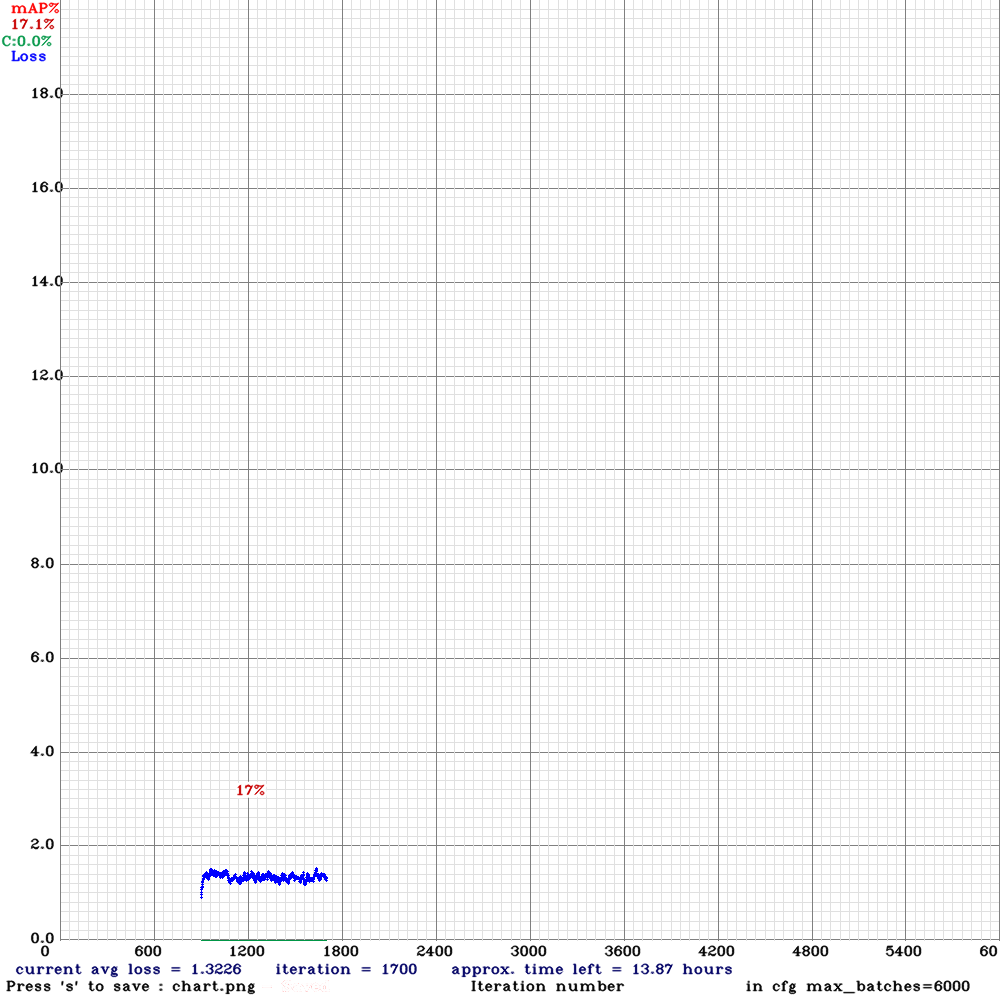 mAP%
17.1%
C:0.0%
Loss
18.0
16.0
14.0
12.0
10.0
8.0
6.0
4.0
17%
2.0
0.0
0 600 1200 1800 2400 3000 3600 4200 4800 5400 60
current avg loss = 1.3226 iteration = 1700 approx. time left = 13.87 hours
Press 's' to save : chart.png Iteration number in cfg max_batches=6000